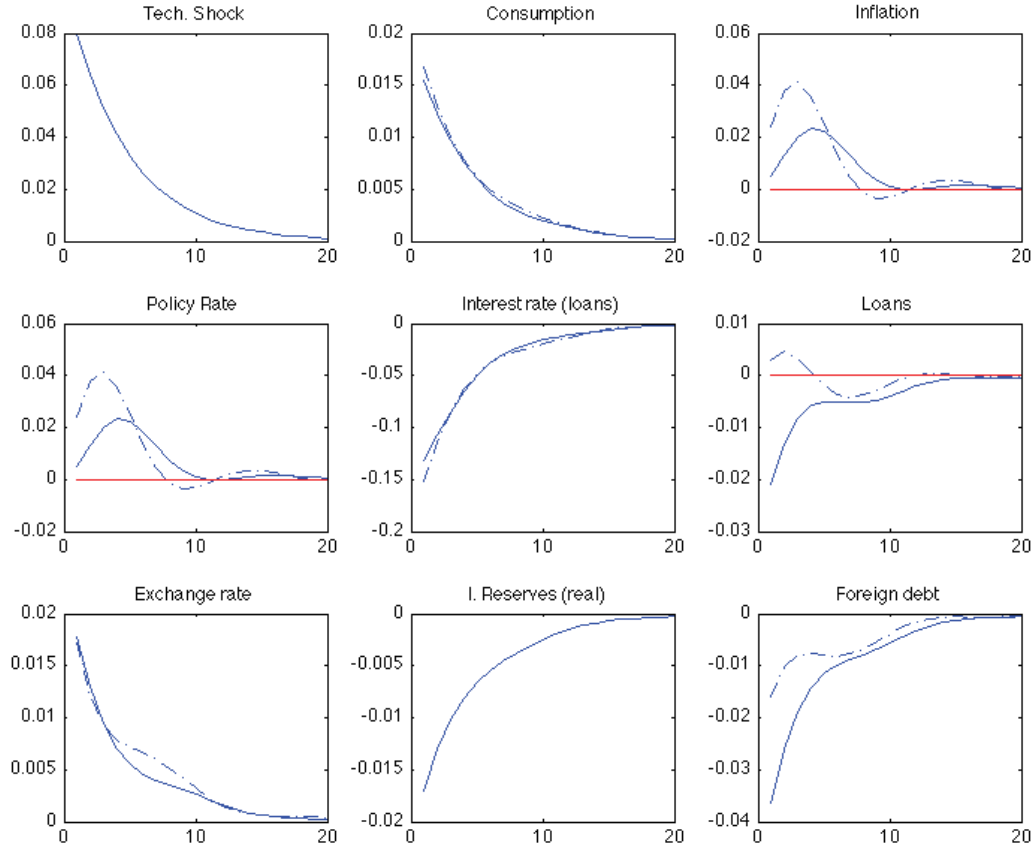 Tech. Shock
0.08
0.06
0.04
0.02
0
0 10 20
Consumption
0.02
0.015
0.01
0.005
0
0 10 20
Inflation
0.06
0.04
0.02
0
-0.02
0 10 20
Policy Rate
0.06
0.04
0.02
0
-0.02
0 10 20
Interest rate (loans)
0
-0.05
-0.1
-0.15
-0.2
0 10 20
Loans
0.01
0
-0.01
-0.02
-0.03
0 10 20
Exchange rate
0.02
0.015
0.01
0.005
0
0 10 20
I. Reserves (real)
0
-0.005
-0.01
-0.015
-0.02
0 10 20
Foreign debt
0
-0.01
-0.02
-0.03
-0.04
0 10 20